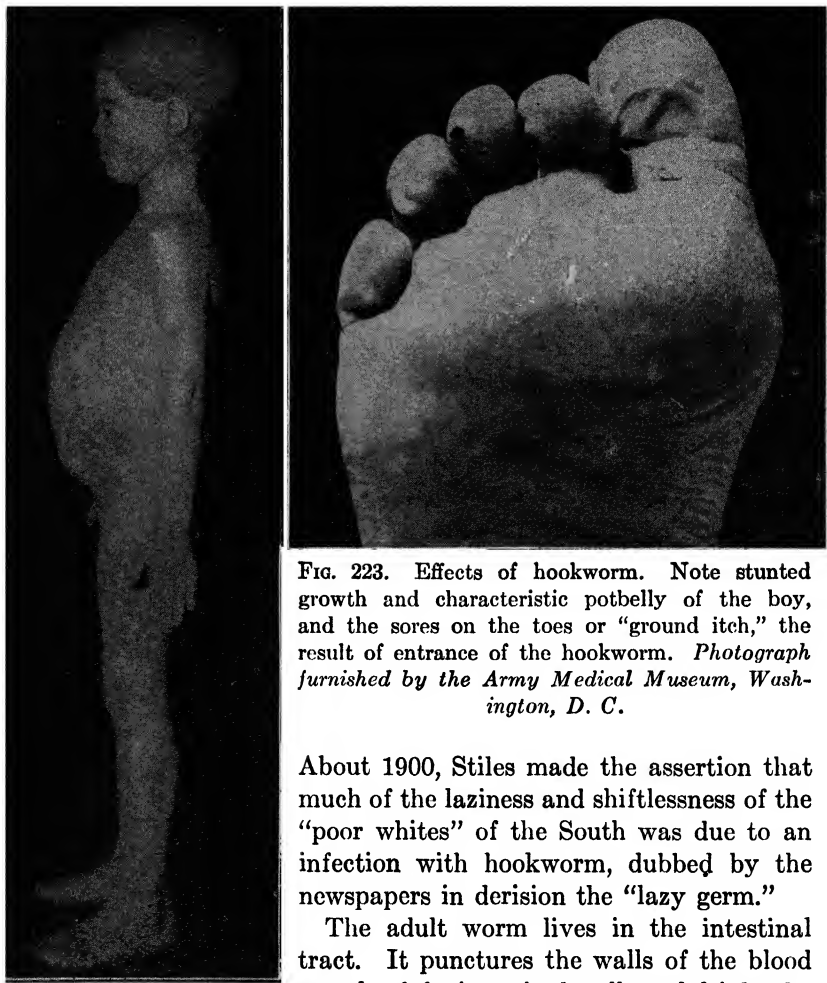 FIG. 223. Effects of hookworm. Note stunted
growth and characteristic potbelly of the boy,
and the sores on the toes or "ground itch," the
result of entrance of the hookworm. Photograph
furnished by the Army Medical Museum, Wash-
ington, D. C.
About 1900, Stiles made the assertion that
much of the laziness and shiftlessness of the
"poor whites" of the South was due to an
infection with hookworm, dubbed by the
newspapers in derision the "lazy germ."
The adult worm lives in the intestinal
tract. It punctures the walls of the blood